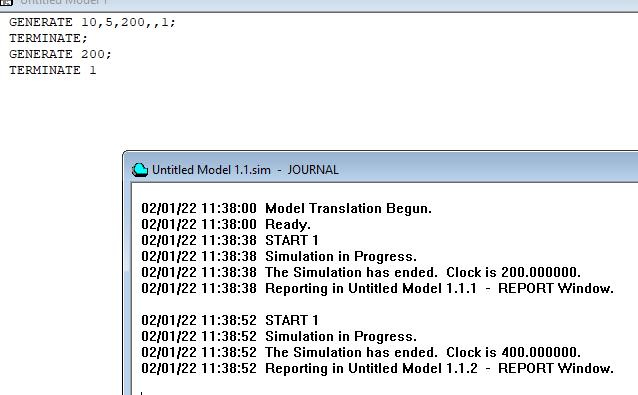 Untitled Model 1
GENERATE 10,5,200,,1;
TERMINATE;
GENERATE 200;
TERMINATE 1
Untitled Model 1.1.sim - JOURNAL
02/01/22 11:38:00 Model Translation Begun.
02/01/22 11:38:00 Ready.
02/01/22 11:38:38 START 1
02/01/22 11:38:38 Simulation in Progress.
02/01/22 11:38:38 The Simulation has ended. Clock is 200.000000.
02/01/22 11:38:38 Reporting in Untitled Model 1.1.1 - REPORT Window.
02/01/22 11:38:52 START 1
02/01/22 11:38:52 Simulation in Progress.
02/01/22 11:38:52 The Simulation has ended. Clock is 400.000000.
02/01/22 11:38:52 Reporting in Untitled Model 1.1.2 - REPORT Window.